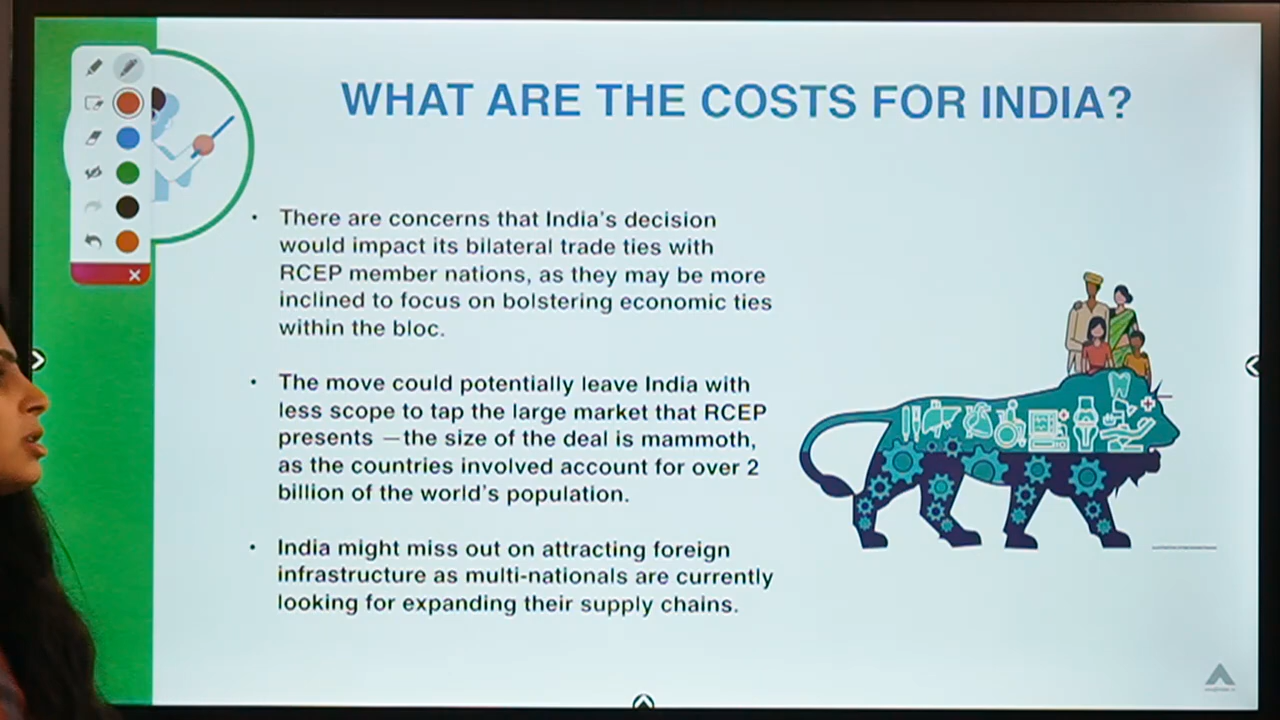 WHAT ARE THE COSTS FOR INDIA?
• There are concerns that India's decision
would impact its bilateral trade ties with
RCEP member nations, as they may be more
inclined to focus on bolstering economic ties
within the bloc.
• The move could potentially leave India with
less scope to tap the large market that RCEP
presents —the size of the deal is mammoth,
as the countries involved account for over 2
billion of the world's population.
• India might miss out on attracting foreign
infrastructure as multi-nationals are currently
looking for expanding their supply chains.